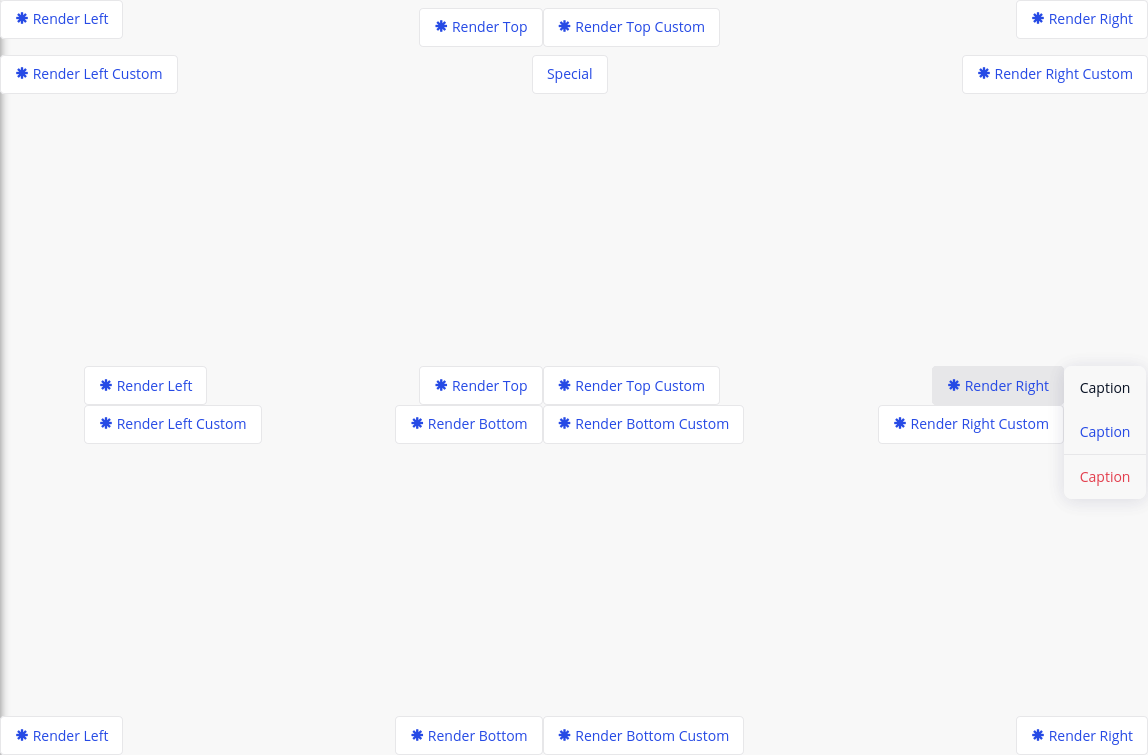 Render Left
Render Top
Render Top Custom
Render Right
Render Left Custom
Special
Render Right Custom
Render Left
Render Top
Render Top Custom
Render Right
Caption
Render Left Custom
Render Bottom
Render Bottom Custom
Render Right Custom
Caption
Caption
Render Left
Render Bottom
Render Bottom Custom
Render Right